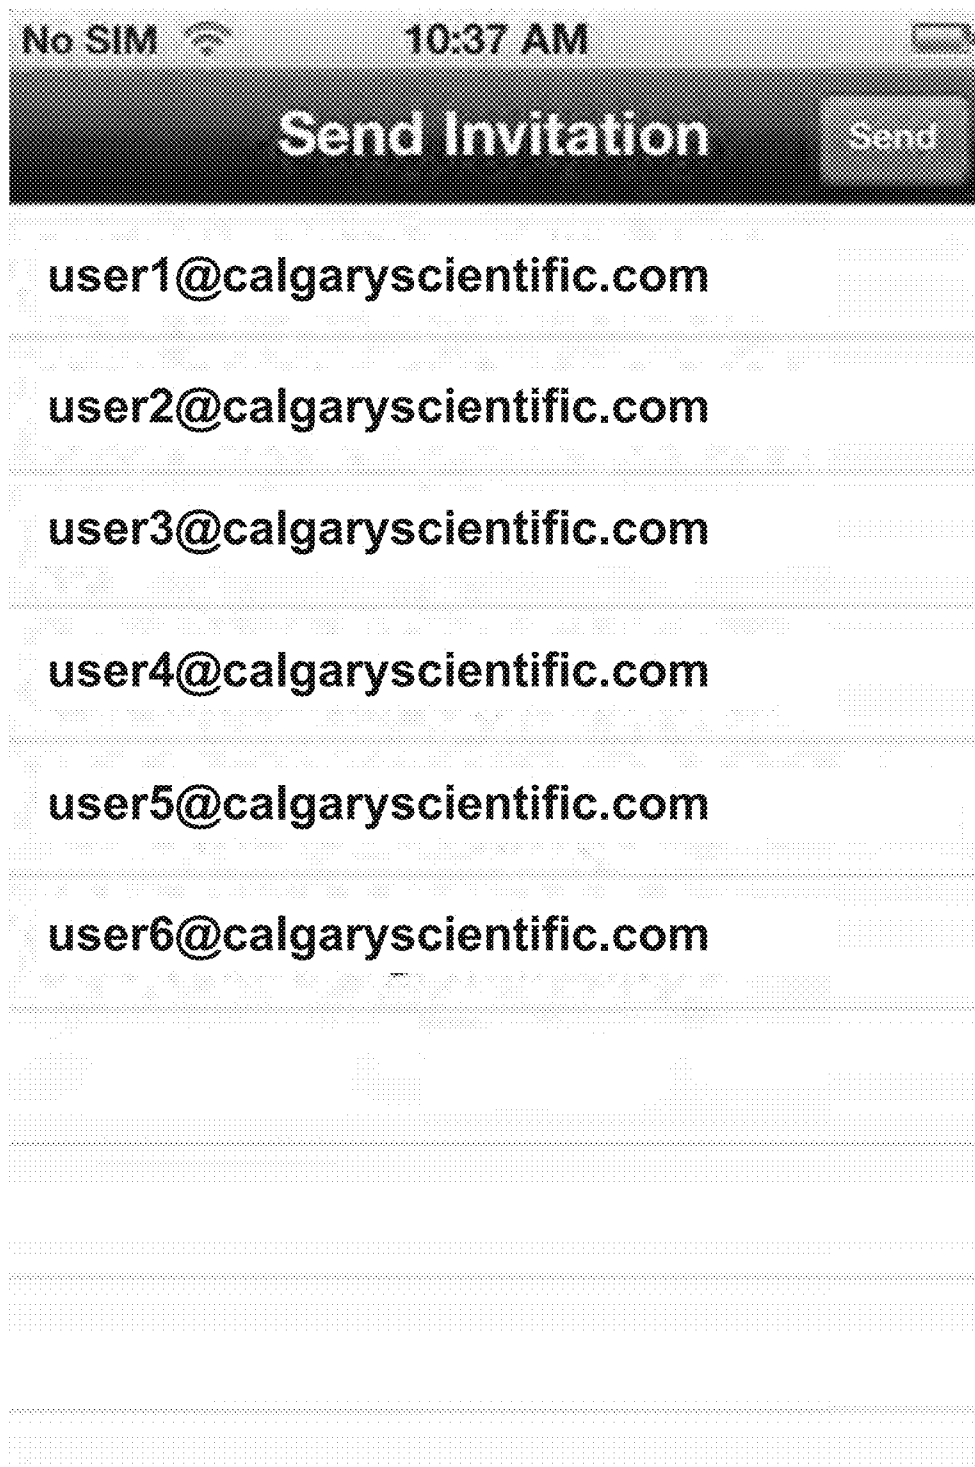 No SIM 10:37 AM
Send Invitation Send
user1@calgaryscientific.com
user2@calgaryscientific.com
user3@calgaryscientific.com
user4@calgaryscientific.com
user5@calgaryscientific.com
user6@calgaryscientific.com